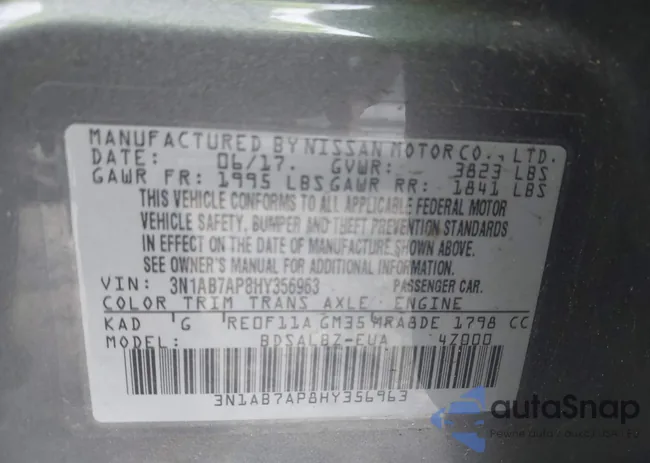 MANUFACTURED BY NISSAN MOTOR CO., LTD.
DATE: 06/17. GVWR: 3823 LBS
GAWR FR: 1995 LBS GAWR RR: 1841 LBS
THIS VEHICLE CONFORMS TO ALL APPLICABLE FEDERAL MOTOR
VEHICLE SAFETY, BUMPER AND THEFT PREVENTION STANDARDS
IN EFFECT ON THE DATE OF MANUFACTURE SHOWN ABOVE.
SEE OWNER'S MANUAL FOR ADDITIONAL INFORMATION.
VIN: 3N1AB7AP8HY356963 PASSENGER CAR.
COLOR TRIM TRANS AXLE ENGINE
KAD G RE0F11A GM35 MRA8DE 1798 CC
MODEL: BDSALBZ-EUA 4Z000
3N1AB7AP8HY356963
autaSnap